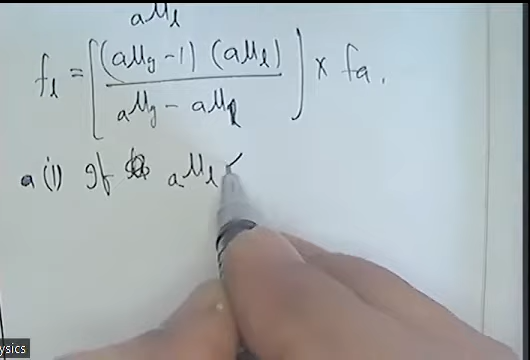 aμl
fl = [(aμg - 1) (aμl) / aμg - aμl] × fa.
a (i) If aμl <
ysics